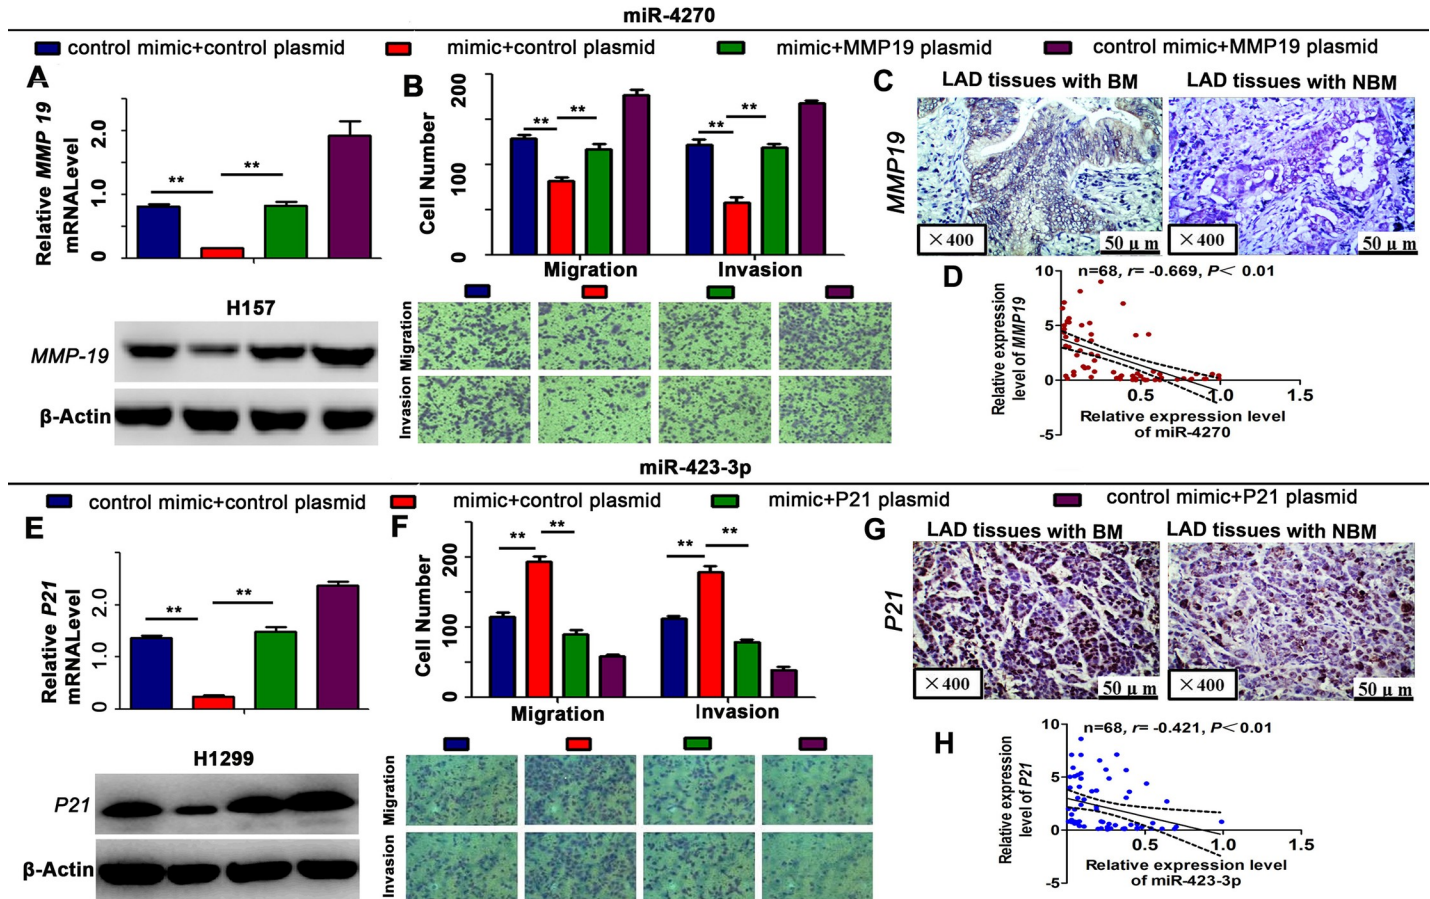 miR-4270
control mimic+control plasmid mimic+control plasmid mimic+MMP19 plasmid control mimic+MMP19 plasmid
A
Relative MMP 19
mRNALevel
2.0
1.0
0
** **
H157
MMP-19
β-Actin
B
Cell Number
200
100
0
** ** ** **
Migration Invasion
Migration
Invasion
C
LAD tissues with BM LAD tissues with NBM
MMP19
×400 50 µ m ×400 50 µ m
D
n=68, r= -0.669, P< 0.01
Relative expression
level of MMP19
10
5
0
-5
0.5 1.0 1.5
Relative expression level
of miR-4270
miR-423-3p
control mimic+control plasmid mimic+control plasmid mimic+P21 plasmid control mimic+P21 plasmid
E
Relative P21
mRNALevel
2.0
1.0
0
** **
H1299
P21
β-Actin
F
Cell Number
200
100
0
** ** ** **
Migration Invasion
Migration
Invasion
G
LAD tissues with BM LAD tissues with NBM
P21
×400 50 µ m ×400 50 µ m
H
n=68, r= -0.421, P< 0.01
Relative expression
level of P21
10
5
0
-5
0.5 1.0 1.5
Relative expression level
of miR-423-3p